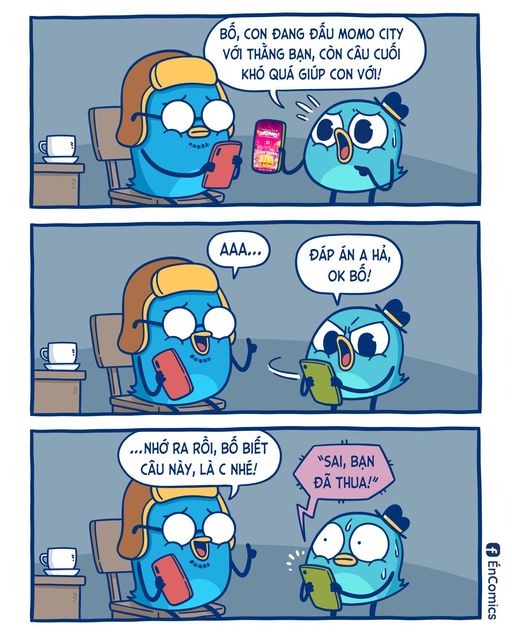 BỐ, CON ĐANG ĐẤU MOMO CITY
VỚI THẰNG BẠN, CÒN CÂU CUỐI
KHÓ QUÁ GIÚP CON VỚI!
AAA...
ĐÁP ÁN A HẢ,
OK BỐ!
...NHỚ RA RỒI, BỐ BIẾT
CÂU NÀY, LÀ C NHÉ!
"SAI, BẠN
ĐÃ THUA!"
ÉnComics